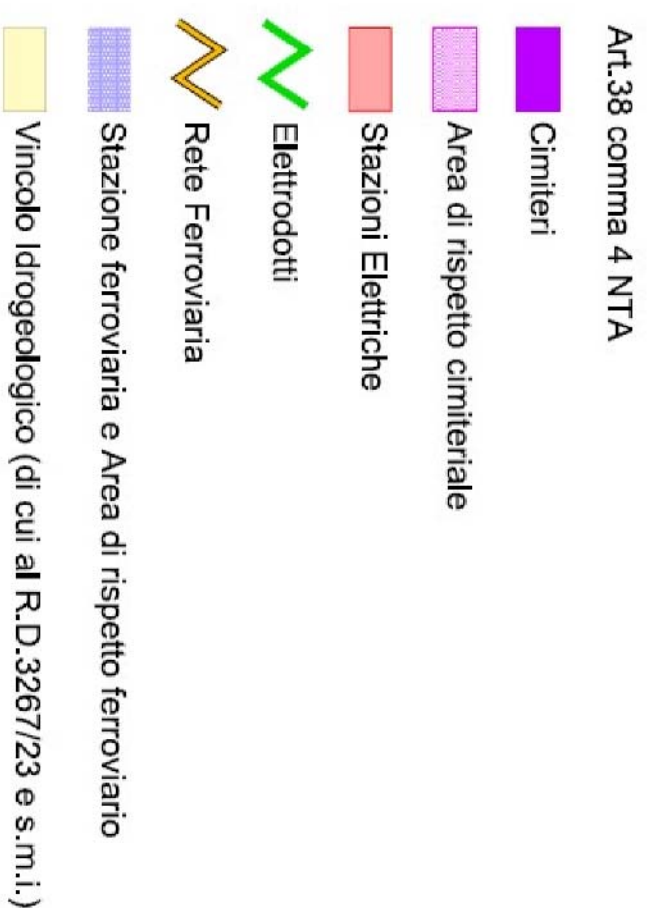 Art.38 comma 4 NTA
Cimiteri
Area di rispetto cimiteriale
Stazioni Elettriche
Elettrodotti
Rete Ferroviaria
Stazione ferroviaria e Area di rispetto ferroviario
Vincolo Idrogeologico (di cui al R.D.3267/23 e s.m.i.)